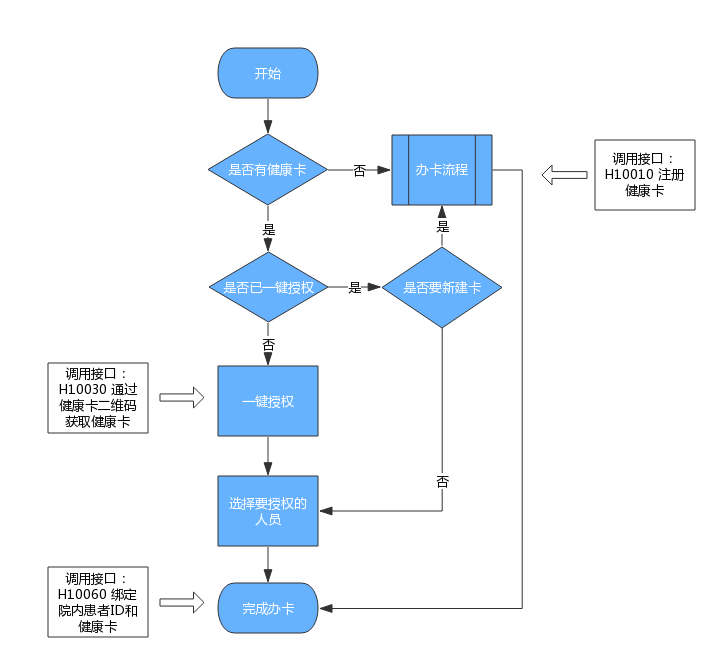 开始
是否有健康卡
否
办卡流程
调用接口：
H10010 注册
健康卡
是
是
是否已一键授权
是
是否要新建卡
否
调用接口：
H10030 通过
健康卡二维码
获取健康卡
一键授权
否
选择要授权的
人员
调用接口：
H10060 绑定
院内患者ID和
健康卡
完成办卡